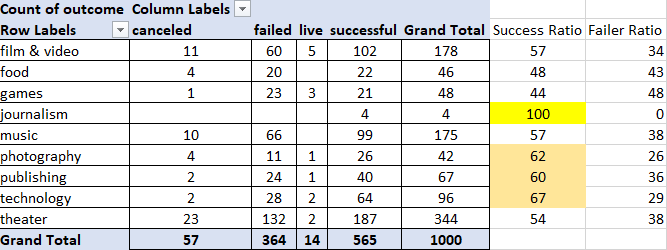 Count of outcome Column Labels
Row Labels canceled failed live successful Grand Total Success Ratio Failer Ratio
film & video 11 60 5 102 178 57 34
food 4 20 22 46 48 43
games 1 23 3 21 48 44 48
journalism 4 4 100 0
music 10 66 99 175 57 38
photography 4 11 1 26 42 62 26
publishing 2 24 1 40 67 60 36
technology 2 28 2 64 96 67 29
theater 23 132 2 187 344 54 38
Grand Total 57 364 14 565 1000